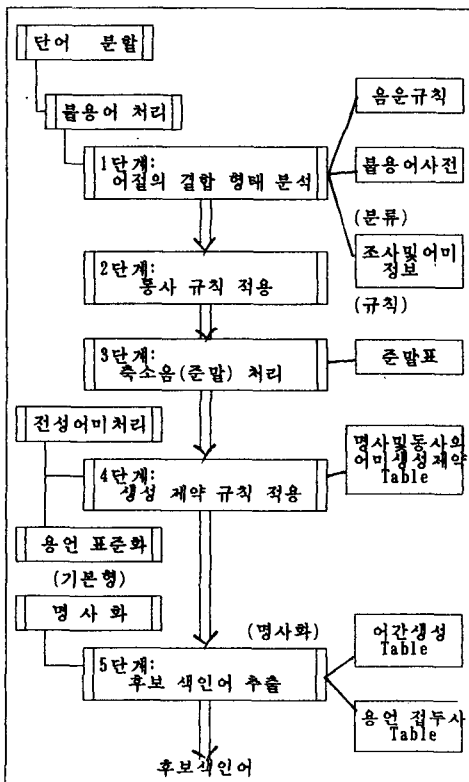 단어 분할
불용어 처리
음운규칙
1단계:
어절의 결합 형태 분석
불용어사전
(분류)
조사및어미
정보
(규칙)
2단계:
통사 규칙 적용
3단계:
축소음(준말) 처리
준말표
전성어미처리
4단계:
생성 제약 규칙 적용
명사및동사의
어미생성제약
Table
용언 표준화
(기본형)
명 사 화
(명사화)
5단계:
후보 색인어 추출
어간생성
Table
용언 접두사
Table
후보색인어